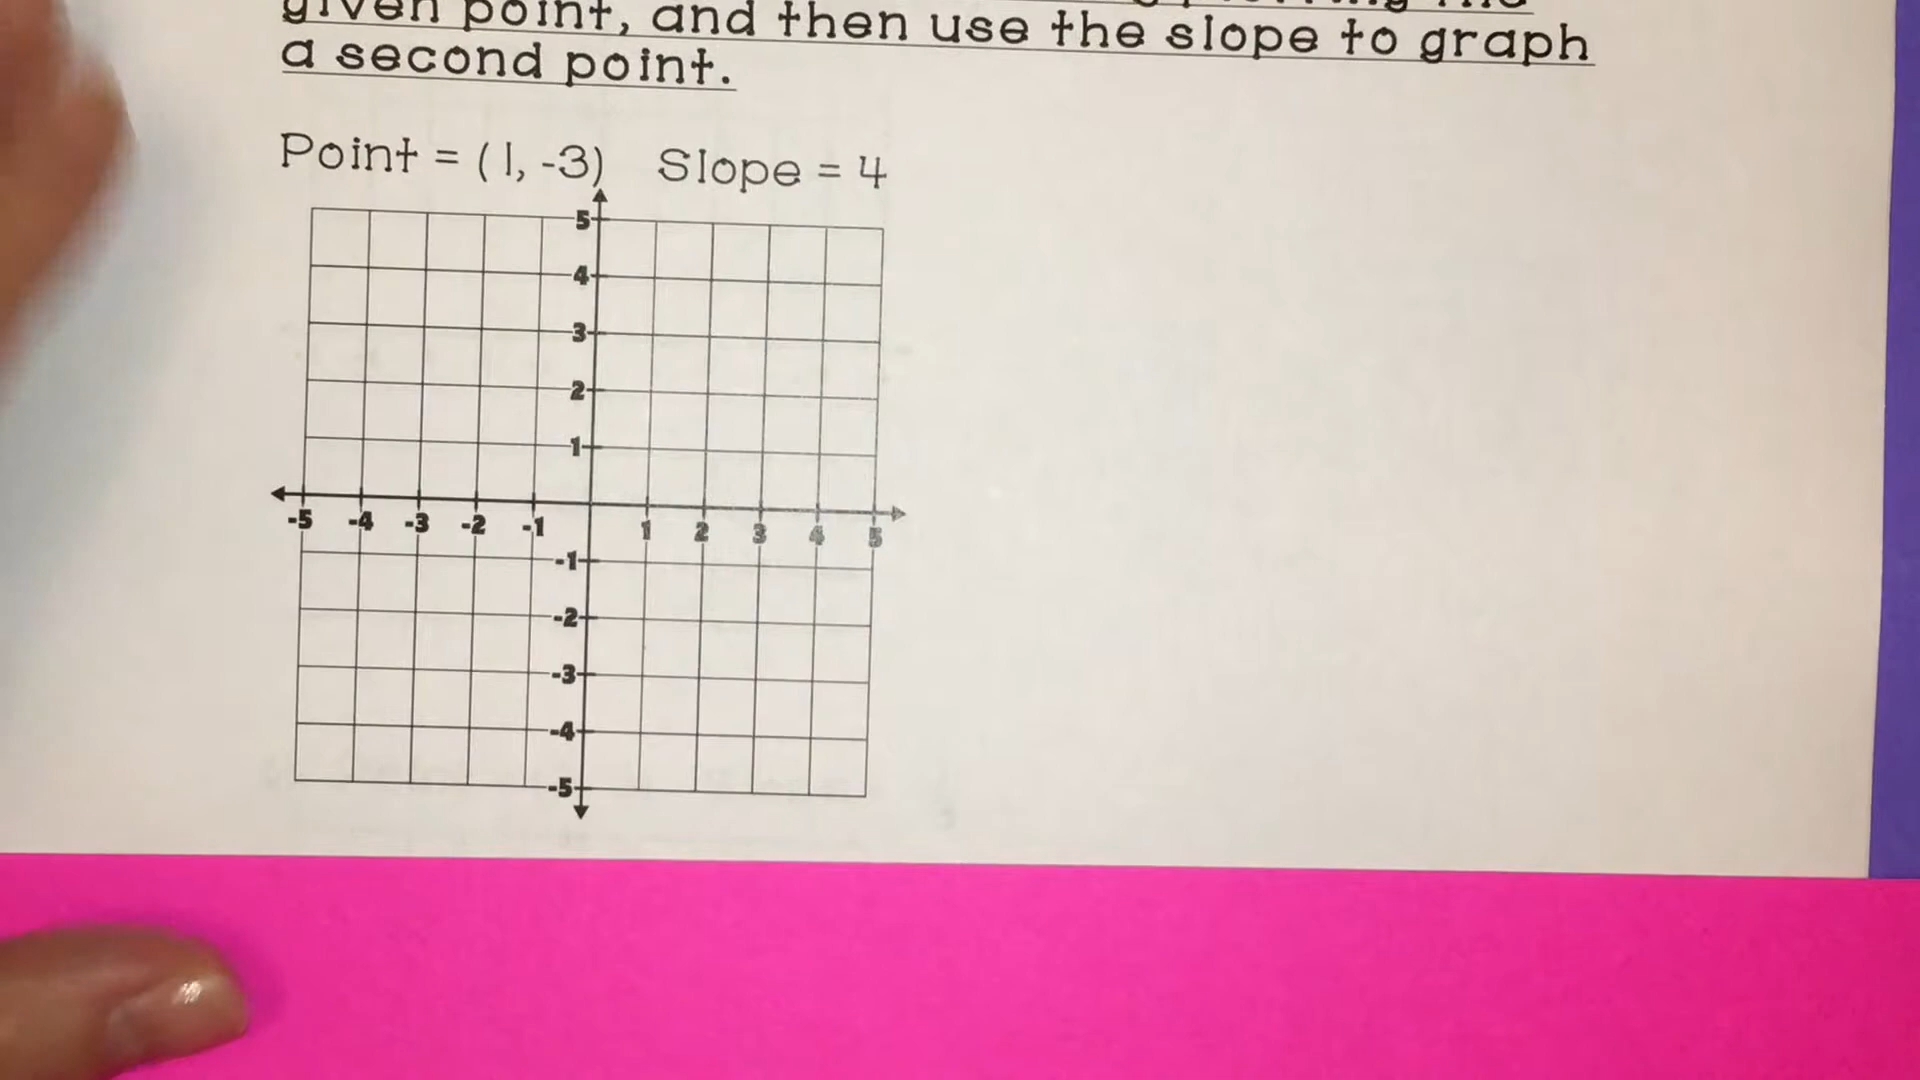 given point, and then use the slope to graph
a second point.
Point = (1, -3) Slope = 4
5
4
3
2
1
-5 -4 -3 -2 -1 1 2 3 4 5
-1
-2
-3
-4
-5